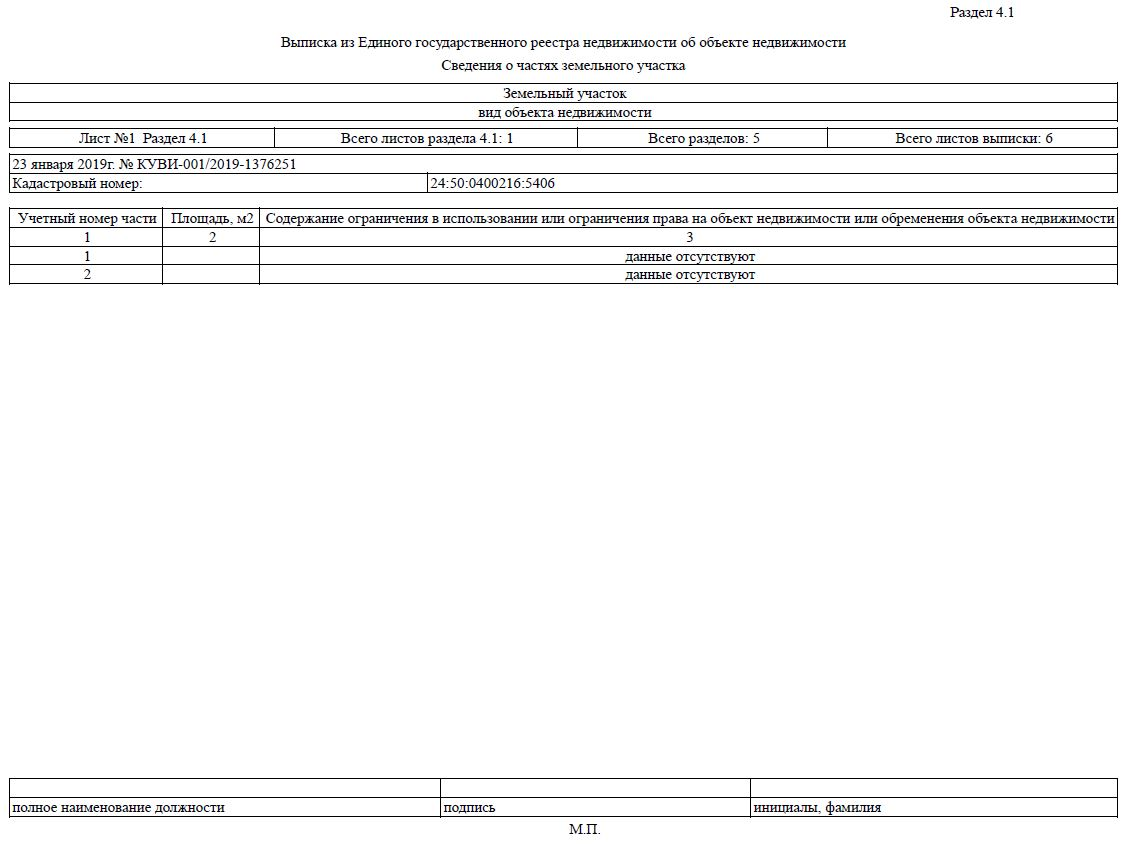 Раздел 4.1
Выписка из Единого государственного реестра недвижимости об объекте недвижимости
Сведения о частях земельного участка
Земельный участок
вид объекта недвижимости
Лист №1 Раздел 4.1 Всего листов раздела 4.1: 1 Всего разделов: 5 Всего листов выписки: 6
23 января 2019г. № КУВИ-001/2019-1376251
Кадастровый номер: 24:50:0400216:5406
Учетный номер части Площадь, м2 Содержание ограничения в использовании или ограничения права на объект недвижимости или обременения объекта недвижимости
1 2 3
1 данные отсутствуют
2 данные отсутствуют
полное наименование должности подпись инициалы, фамилия
М.П.